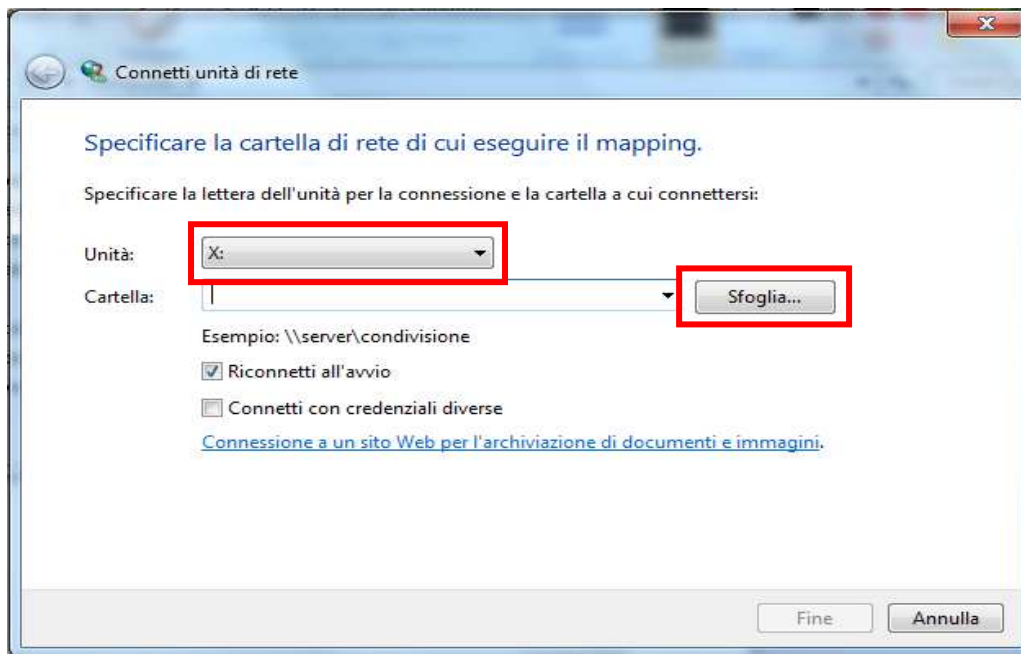 Connetti unità di rete
Specificare la cartella di rete di cui eseguire il mapping.
Specificare la lettera dell'unità per la connessione e la cartella a cui connettersi:
Unità: X:
Cartella: Sfoglia...
Esempio: \\server\condivisione
Riconnetti all'avvio
Connetti con credenziali diverse
Connessione a un sito Web per l'archiviazione di documenti e immagini.
Fine Annulla